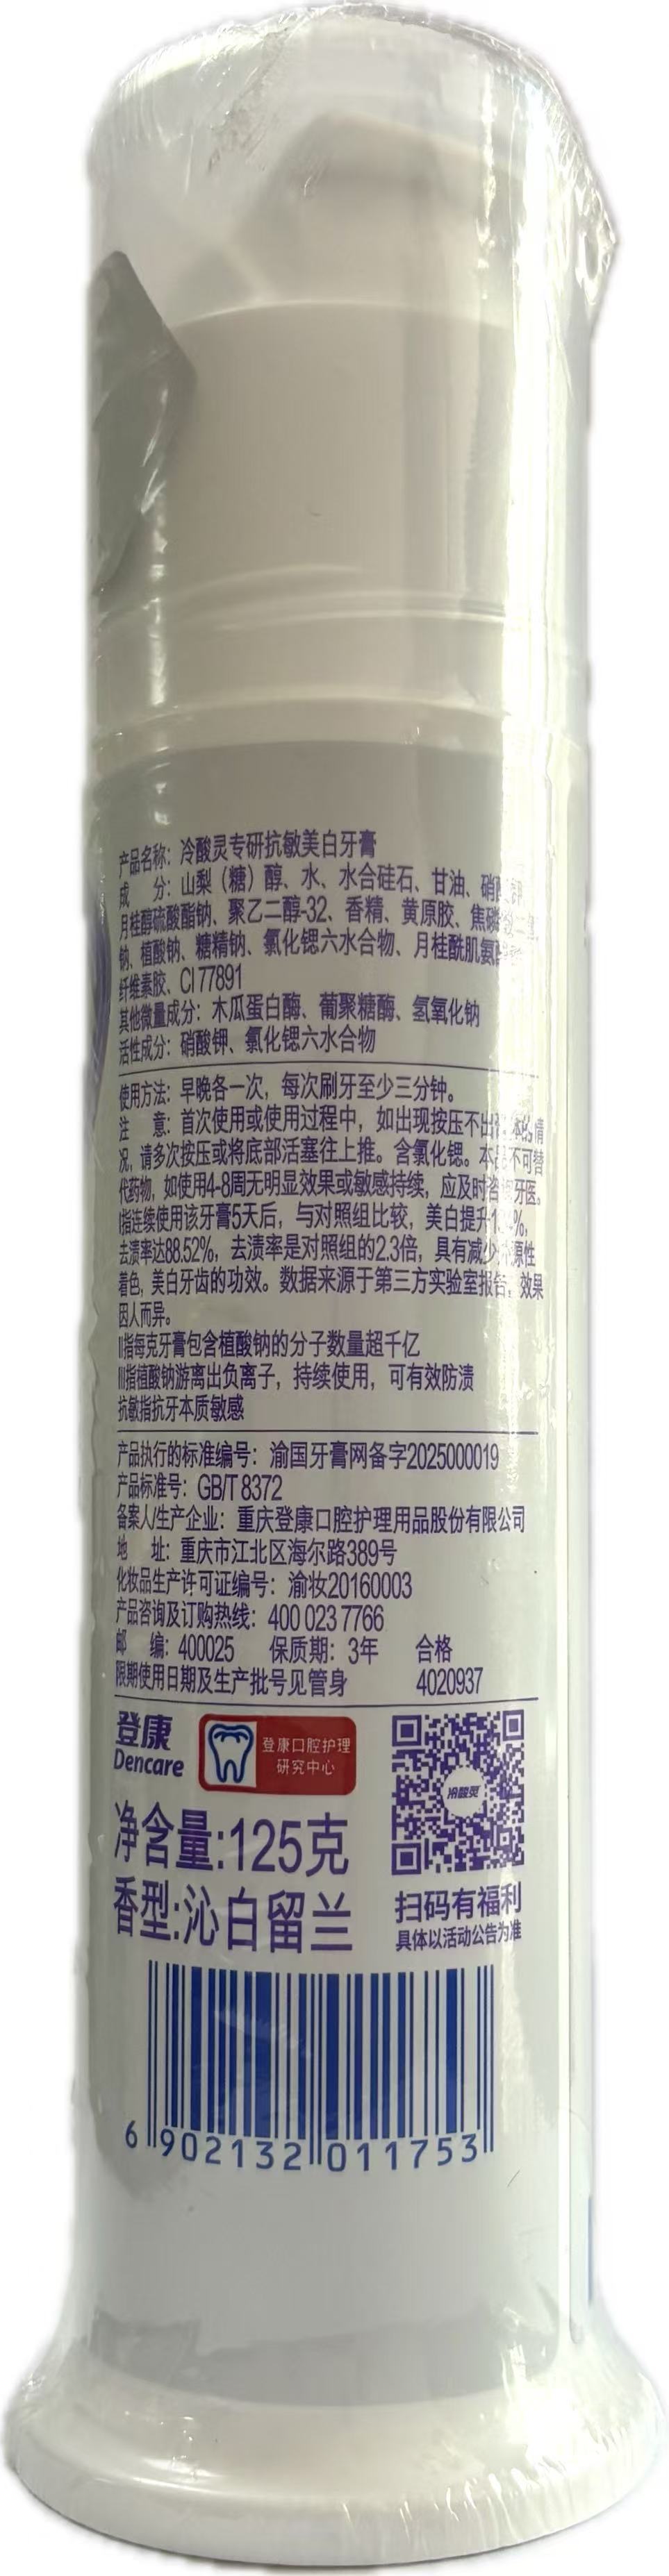 产品名称：冷酸灵专研抗敏美白牙膏
成 分：山梨（糖）醇、水、水合硅石、甘油、硝
月桂醇硫酸酯钠、聚乙二醇-32、香精、黄原胶、焦磷
钠、植酸钠、糖精钠、氯化锶六水合物、月桂酰肌氨
纤维素胶、CI 77891
其他微量成分：木瓜蛋白酶、葡聚糖酶、氢氧化钠
活性成分：硝酸钾、氯化锶六水合物
使用方法：早晚各一次，每次刷牙至少三分钟。
注 意：首次使用或使用过程中，如出现按压不出 情
况，请多次按压或将底部活塞往上推。含氯化锶。本品不可替
代药物，如使用4-8周无明显效果或敏感持续，应及时咨询牙医。
I指连续使用该牙膏5天后，与对照组比较，美白提升
去渍率达88.52%，去渍率是对照组的2.3倍，具有减少外源性
着色，美白牙齿的功效。数据来源于第三方实验室报告，效果
因人而异。
II指每克牙膏包含植酸钠的分子数量超千亿
III指植酸钠游离出负离子，持续使用，可有效防渍
抗敏指抗牙本质敏感
产品执行的标准编号：渝国牙膏网备字2025000019
产品标准号：GB/T 8372
备案人/生产企业：重庆登康口腔护理用品股份有限公司
地 址：重庆市江北区海尔路389号
化妆品生产许可证编号：渝妆20160003
产品咨询及订购热线：400 023 7766
邮 编：400025 保质期：3年 合格
限期使用日期及生产批号见管身 4020937
登康
Dencare
登康口腔护理
研究中心
冷酸灵
净含量:125克
香型:沁白留兰
扫码有福利
具体以活动公告为准
6 902132 011753